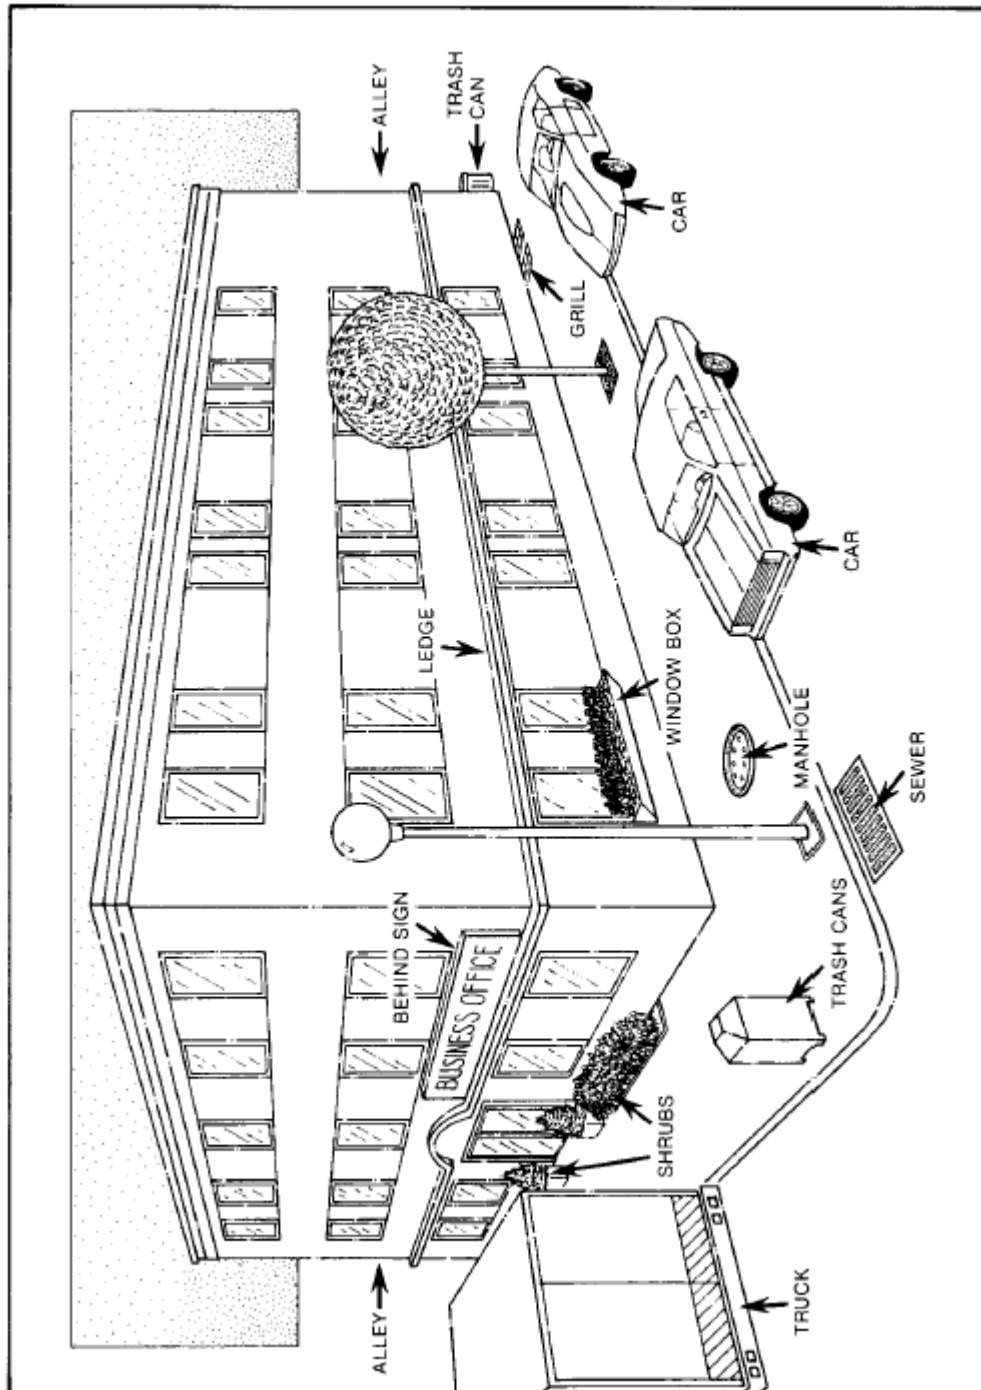 ALLEY
ALLEY
BEHIND SIGN
LEDGE
TRASH
CAN
BUSINESS OFFICE
GRILL
SHRUBS
WINDOW BOX
CAR
TRUCK
MANHOLE
TRASH CANS
CAR
SEWER